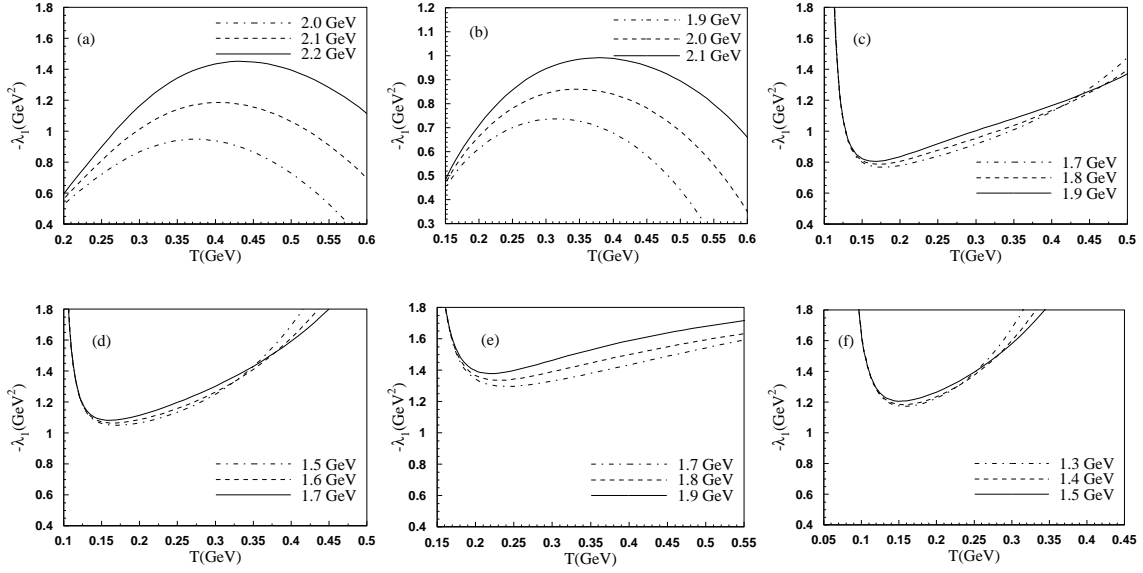 (a)
2.0 GeV
2.1 GeV
2.2 GeV
1.8
1.6
1.4
1.2
1
0.8
0.6
0.4
-λ₁(GeV²)
0.2 0.25 0.3 0.35 0.4 0.45 0.5 0.55 0.6
T(GeV)
(b)
1.9 GeV
2.0 GeV
2.1 GeV
1.2
1.1
1
0.9
0.8
0.7
0.6
0.5
0.4
0.3
-λ₁(GeV²)
0.15 0.2 0.25 0.3 0.35 0.4 0.45 0.5 0.55 0.6
T(GeV)
(c)
1.8
1.6
1.4
1.2
1
0.8
0.6
0.4
-λ₁(GeV²)
1.7 GeV
1.8 GeV
1.9 GeV
0.1 0.15 0.2 0.25 0.3 0.35 0.4 0.45 0.5
T(GeV)
(d)
1.8
1.6
1.4
1.2
1
0.8
0.6
0.4
-λ₁(GeV²)
1.5 GeV
1.6 GeV
1.7 GeV
0.1 0.15 0.2 0.25 0.3 0.35 0.4 0.45 0.5
T(GeV)
(e)
1.8
1.6
1.4
1.2
1
0.8
0.6
0.4
-λ₁(GeV²)
1.7 GeV
1.8 GeV
1.9 GeV
0.15 0.2 0.25 0.3 0.35 0.4 0.45 0.5 0.55
T(GeV)
(f)
1.8
1.6
1.4
1.2
1
0.8
0.6
0.4
-λ₁(GeV²)
1.3 GeV
1.4 GeV
1.5 GeV
0.05 0.1 0.15 0.2 0.25 0.3 0.35 0.4 0.45
T(GeV)